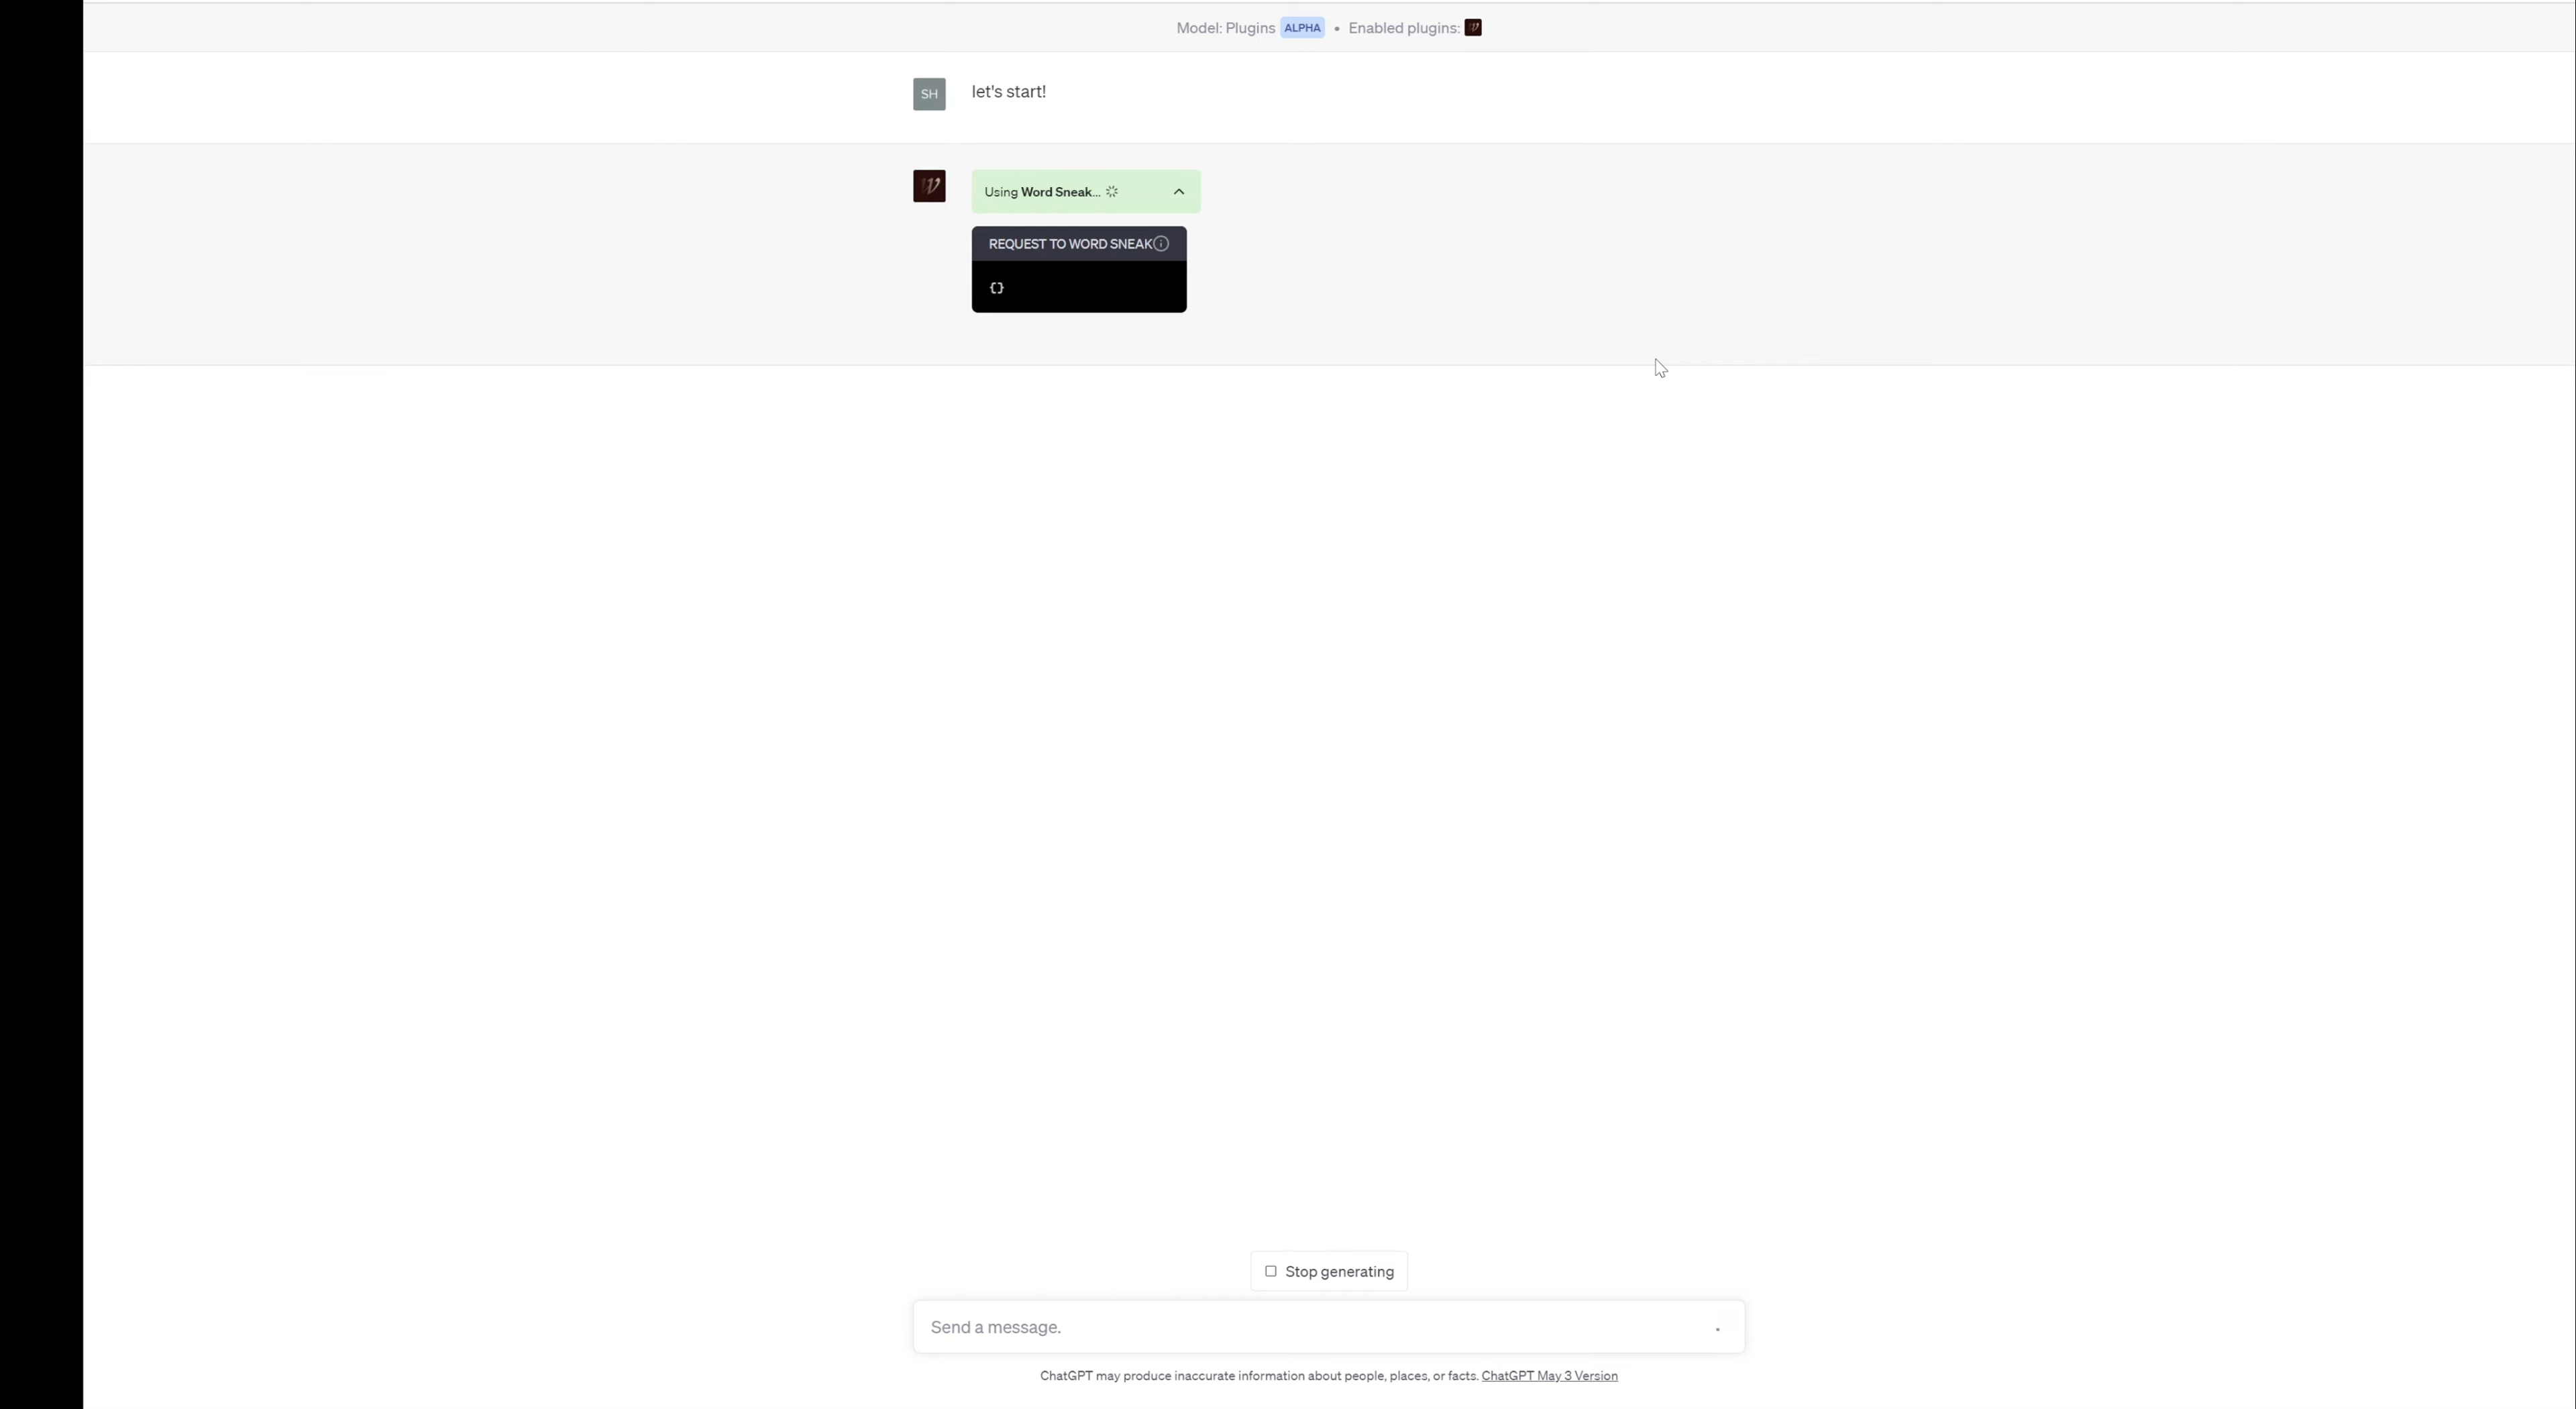 Model: Plugins ALPHA • Enabled plugins:
SH let's start!
Using Word Sneak...
REQUEST TO WORD SNEAK
{}
Stop generating
Send a message.
ChatGPT may produce inaccurate information about people, places, or facts. ChatGPT May 3 Version